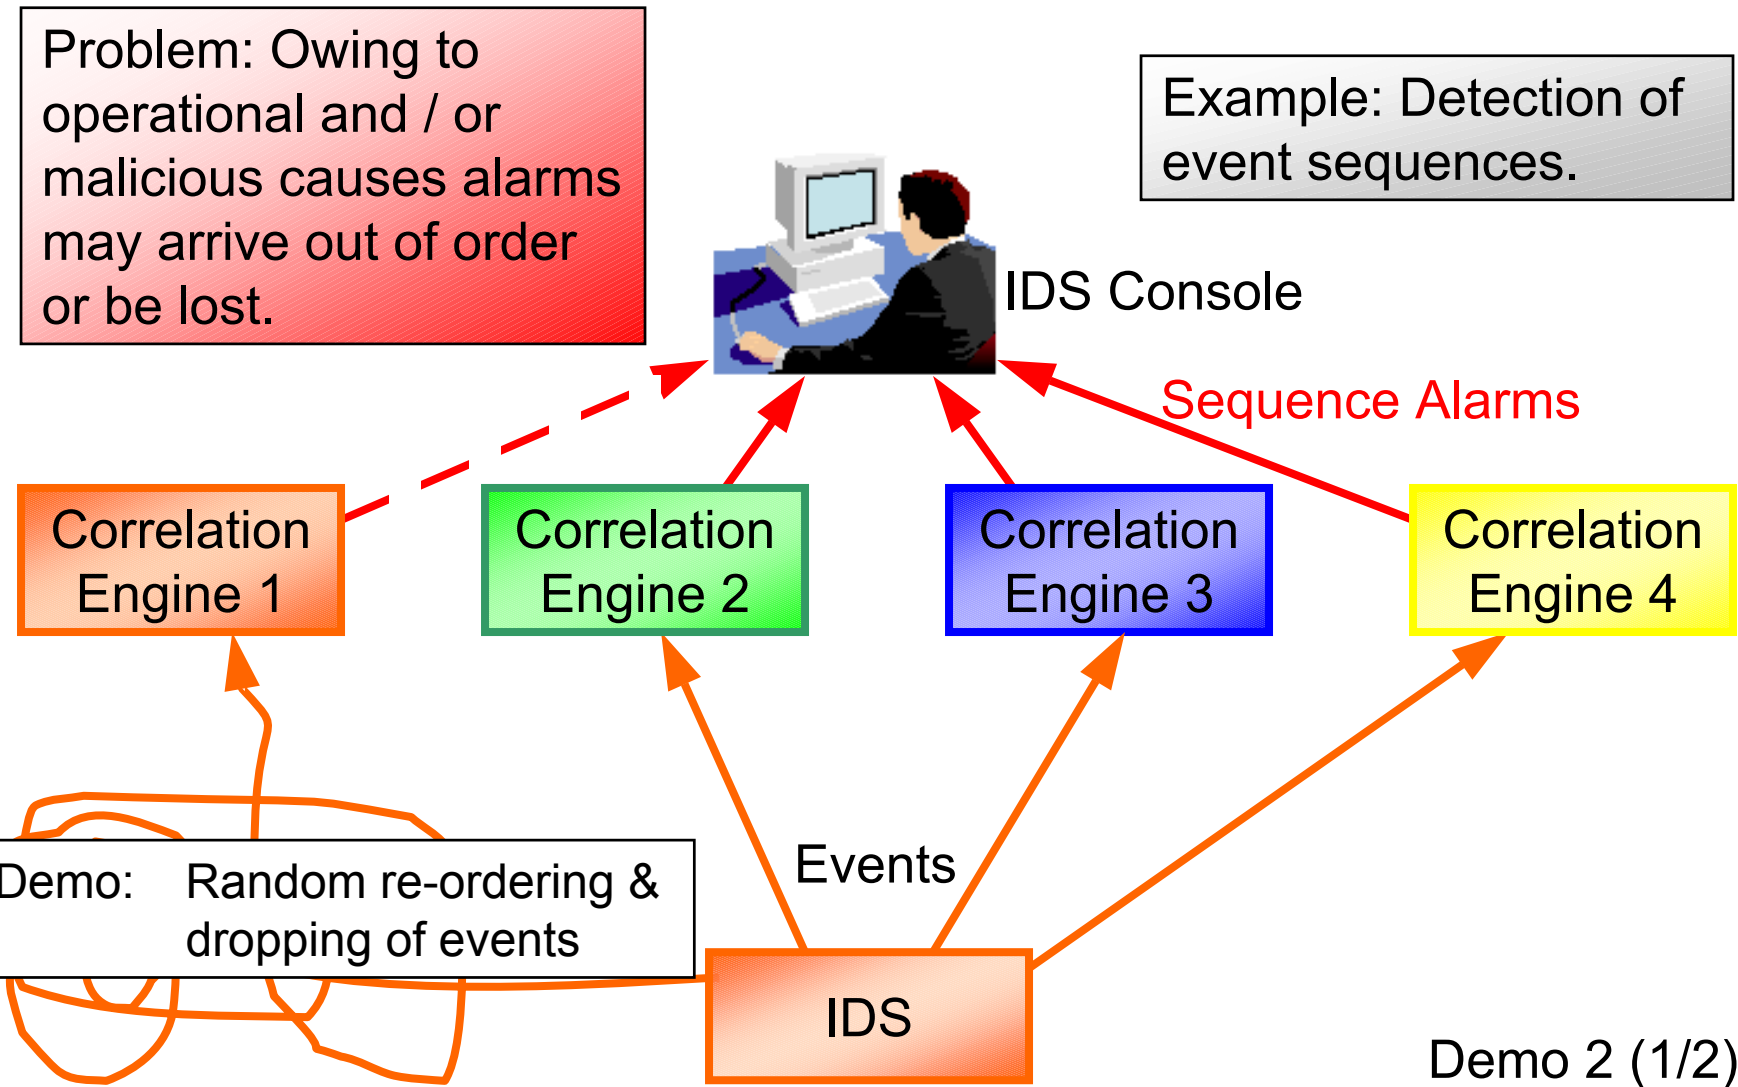 Problem: Owing to
operational and / or
malicious causes alarms
may arrive out of order
or be lost.
Example: Detection of
event sequences.
IDS Console
Sequence Alarms
Correlation
Engine 1
Correlation
Engine 2
Correlation
Engine 3
Correlation
Engine 4
Events
Demo: Random re-ordering &
dropping of events
IDS
Demo 2 (1/2)